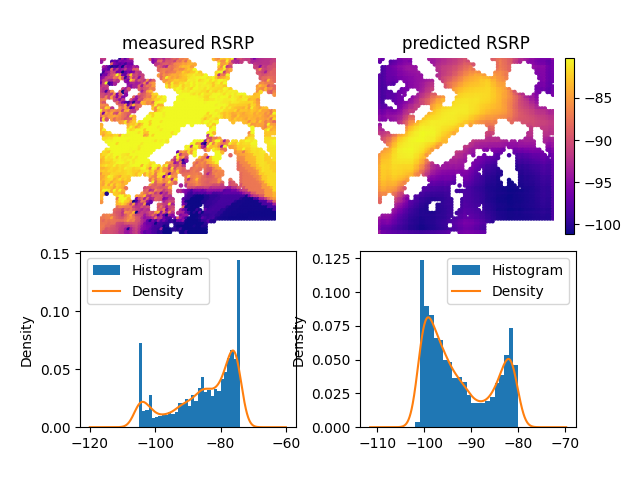 measured RSRP
predicted RSRP
−85
−90
−95
−100
0.15
0.10
0.05
0.00
Density
Histogram
Density
−120
−100
−80
−60
0.125
0.100
0.075
0.050
0.025
0.000
Density
Histogram
Density
−110
−100
−90
−80
−70